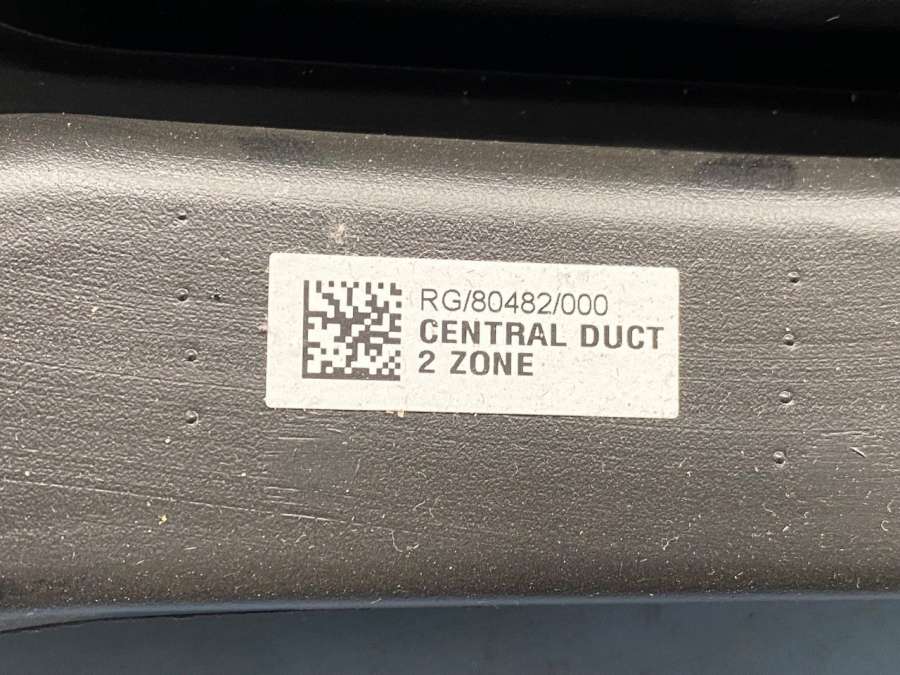 RG/80482/000
CENTRAL DUCT
2 ZONE